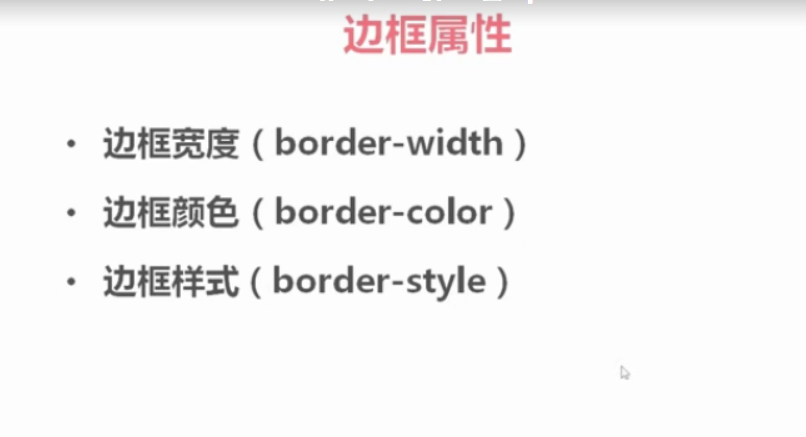 边框属性
• 边框宽度（border-width）
• 边框颜色（border-color）
• 边框样式（border-style）